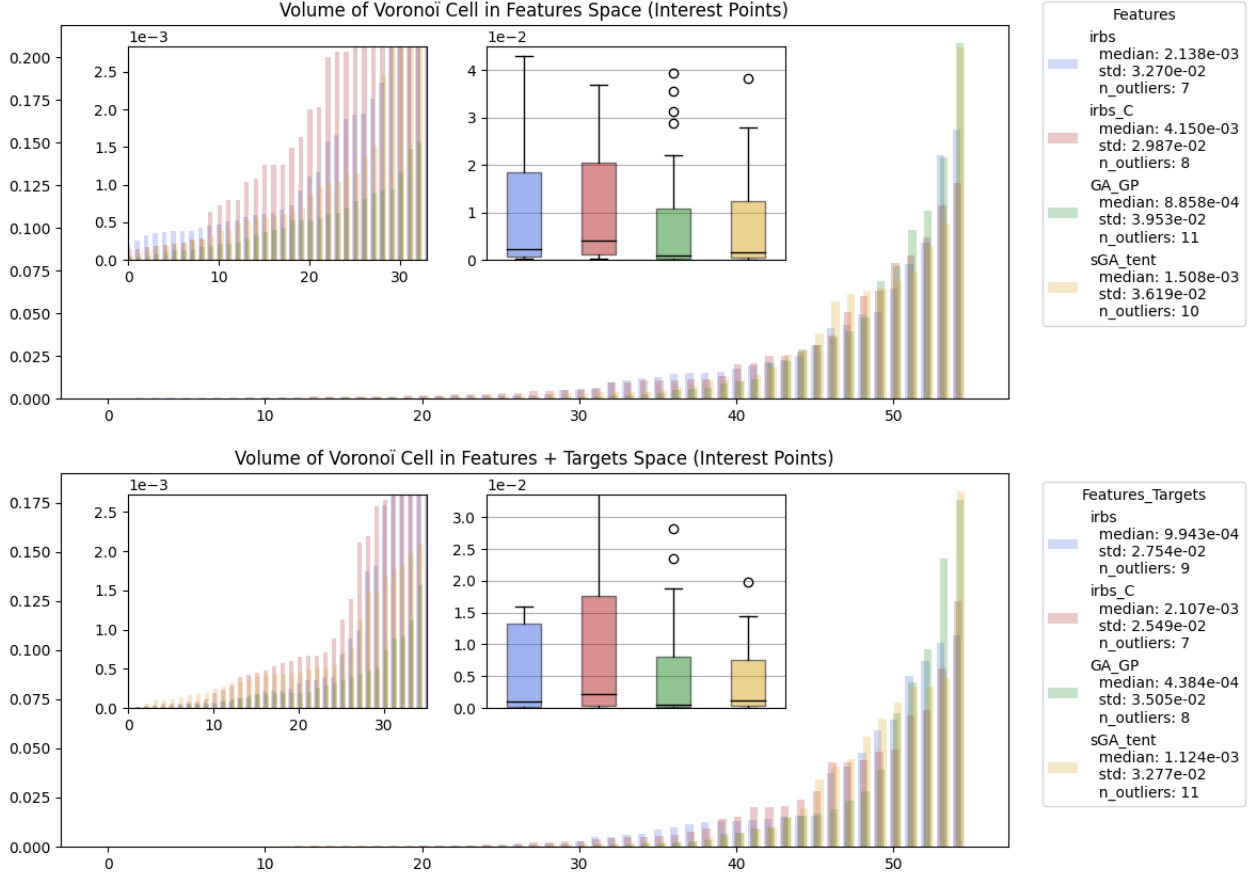 Volume of Voronoï Cell in Features Space (Interest Points)
0.200
0.175
0.150
0.125
0.100
0.075
0.050
0.025
0.000
0 10 20 30 40 50
1e−3
2.5
2.0
1.5
1.0
0.5
0.0
0 10 20 30
1e−2
4
3
2
1
0
Features
irbs
median: 2.138e-03
std: 3.270e-02
n_outliers: 7
irbs_C
median: 4.150e-03
std: 2.987e-02
n_outliers: 8
GA_GP
median: 8.858e-04
std: 3.953e-02
n_outliers: 11
sGA_tent
median: 1.508e-03
std: 3.619e-02
n_outliers: 10
Volume of Voronoï Cell in Features + Targets Space (Interest Points)
0.175
0.150
0.125
0.100
0.075
0.050
0.025
0.000
0 10 20 30 40 50
1e−3
2.5
2.0
1.5
1.0
0.5
0.0
0 10 20 30
1e−2
3.0
2.5
2.0
1.5
1.0
0.5
0.0
Features_Targets
irbs
median: 9.943e-04
std: 2.754e-02
n_outliers: 9
irbs_C
median: 2.107e-03
std: 2.549e-02
n_outliers: 7
GA_GP
median: 4.384e-04
std: 3.505e-02
n_outliers: 8
sGA_tent
median: 1.124e-03
std: 3.277e-02
n_outliers: 11